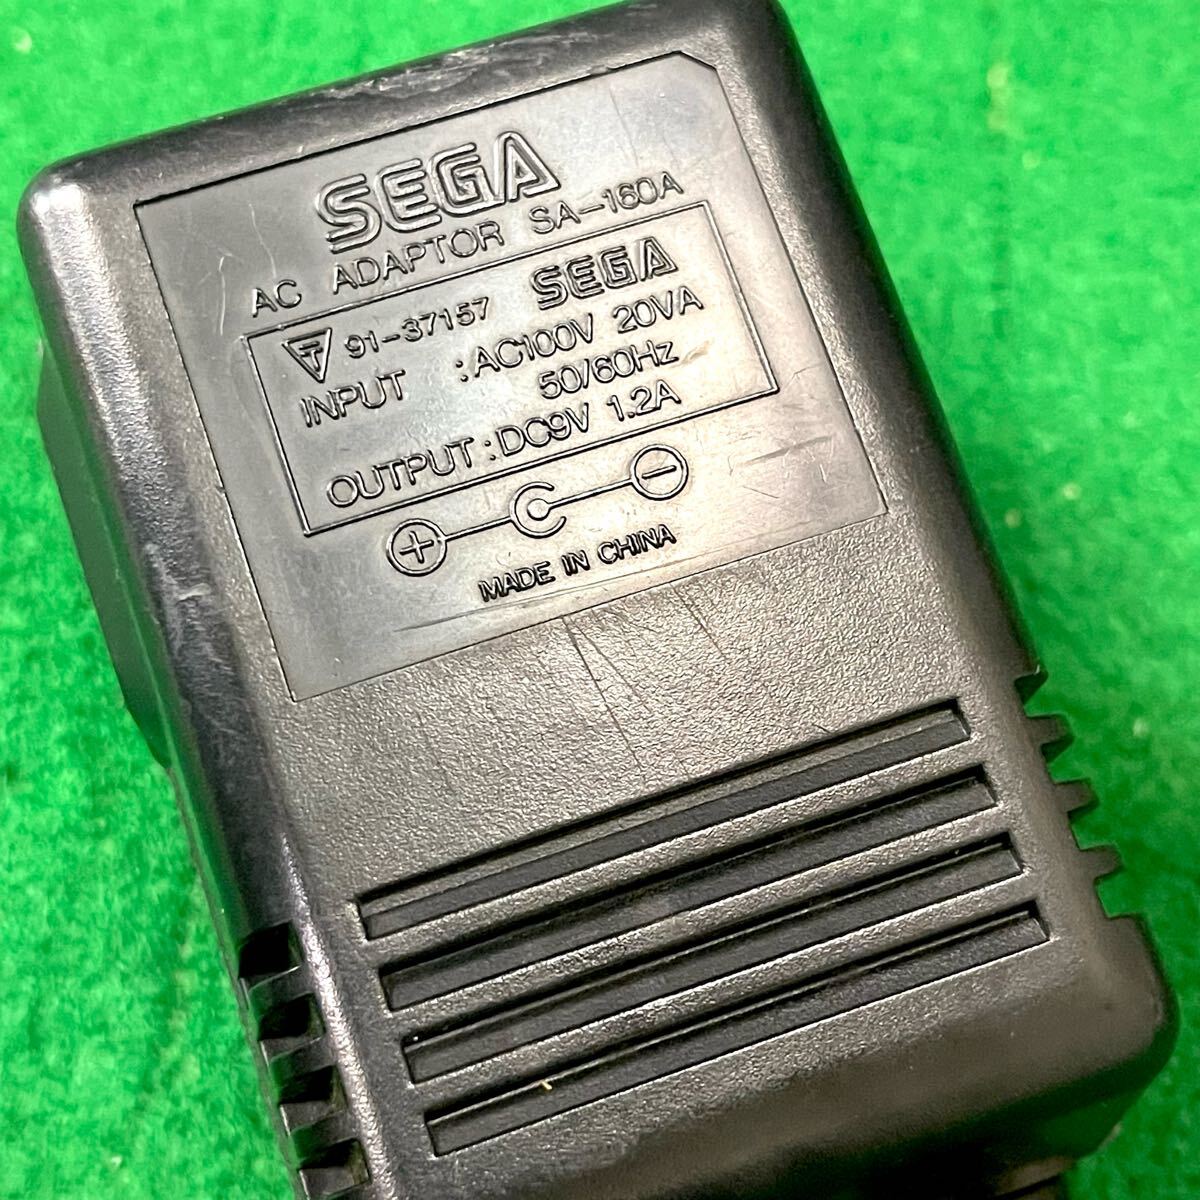 SEGA
AC ADAPTOR SA-160A
T 91-37157 SEGA
INPUT :AC100V 20VA
50/60Hz
OUTPUT:DC9V 1.2A
+ -
MADE IN CHINA